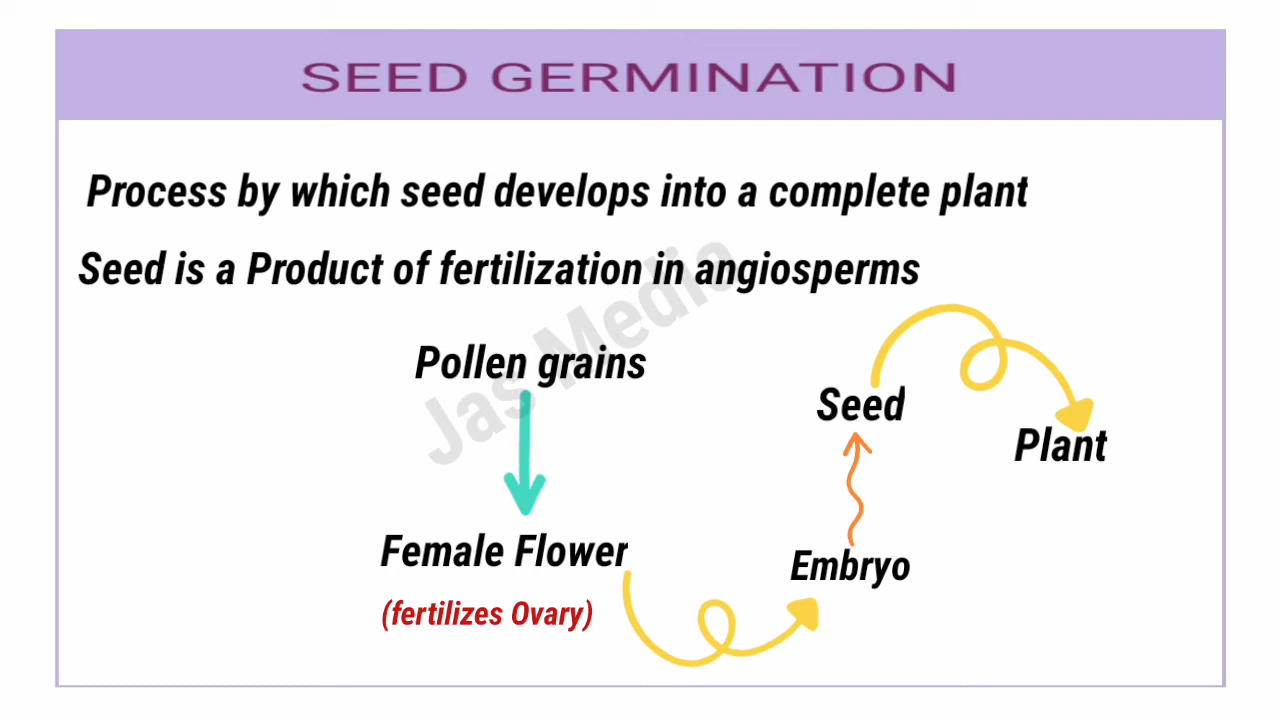 SEED GERMINATION
Process by which seed develops into a complete plant
Seed is a Product of fertilization in angiosperms
Jas Media
Pollen grains
Seed
Plant
Female Flower
(fertilizes Ovary)
Embryo